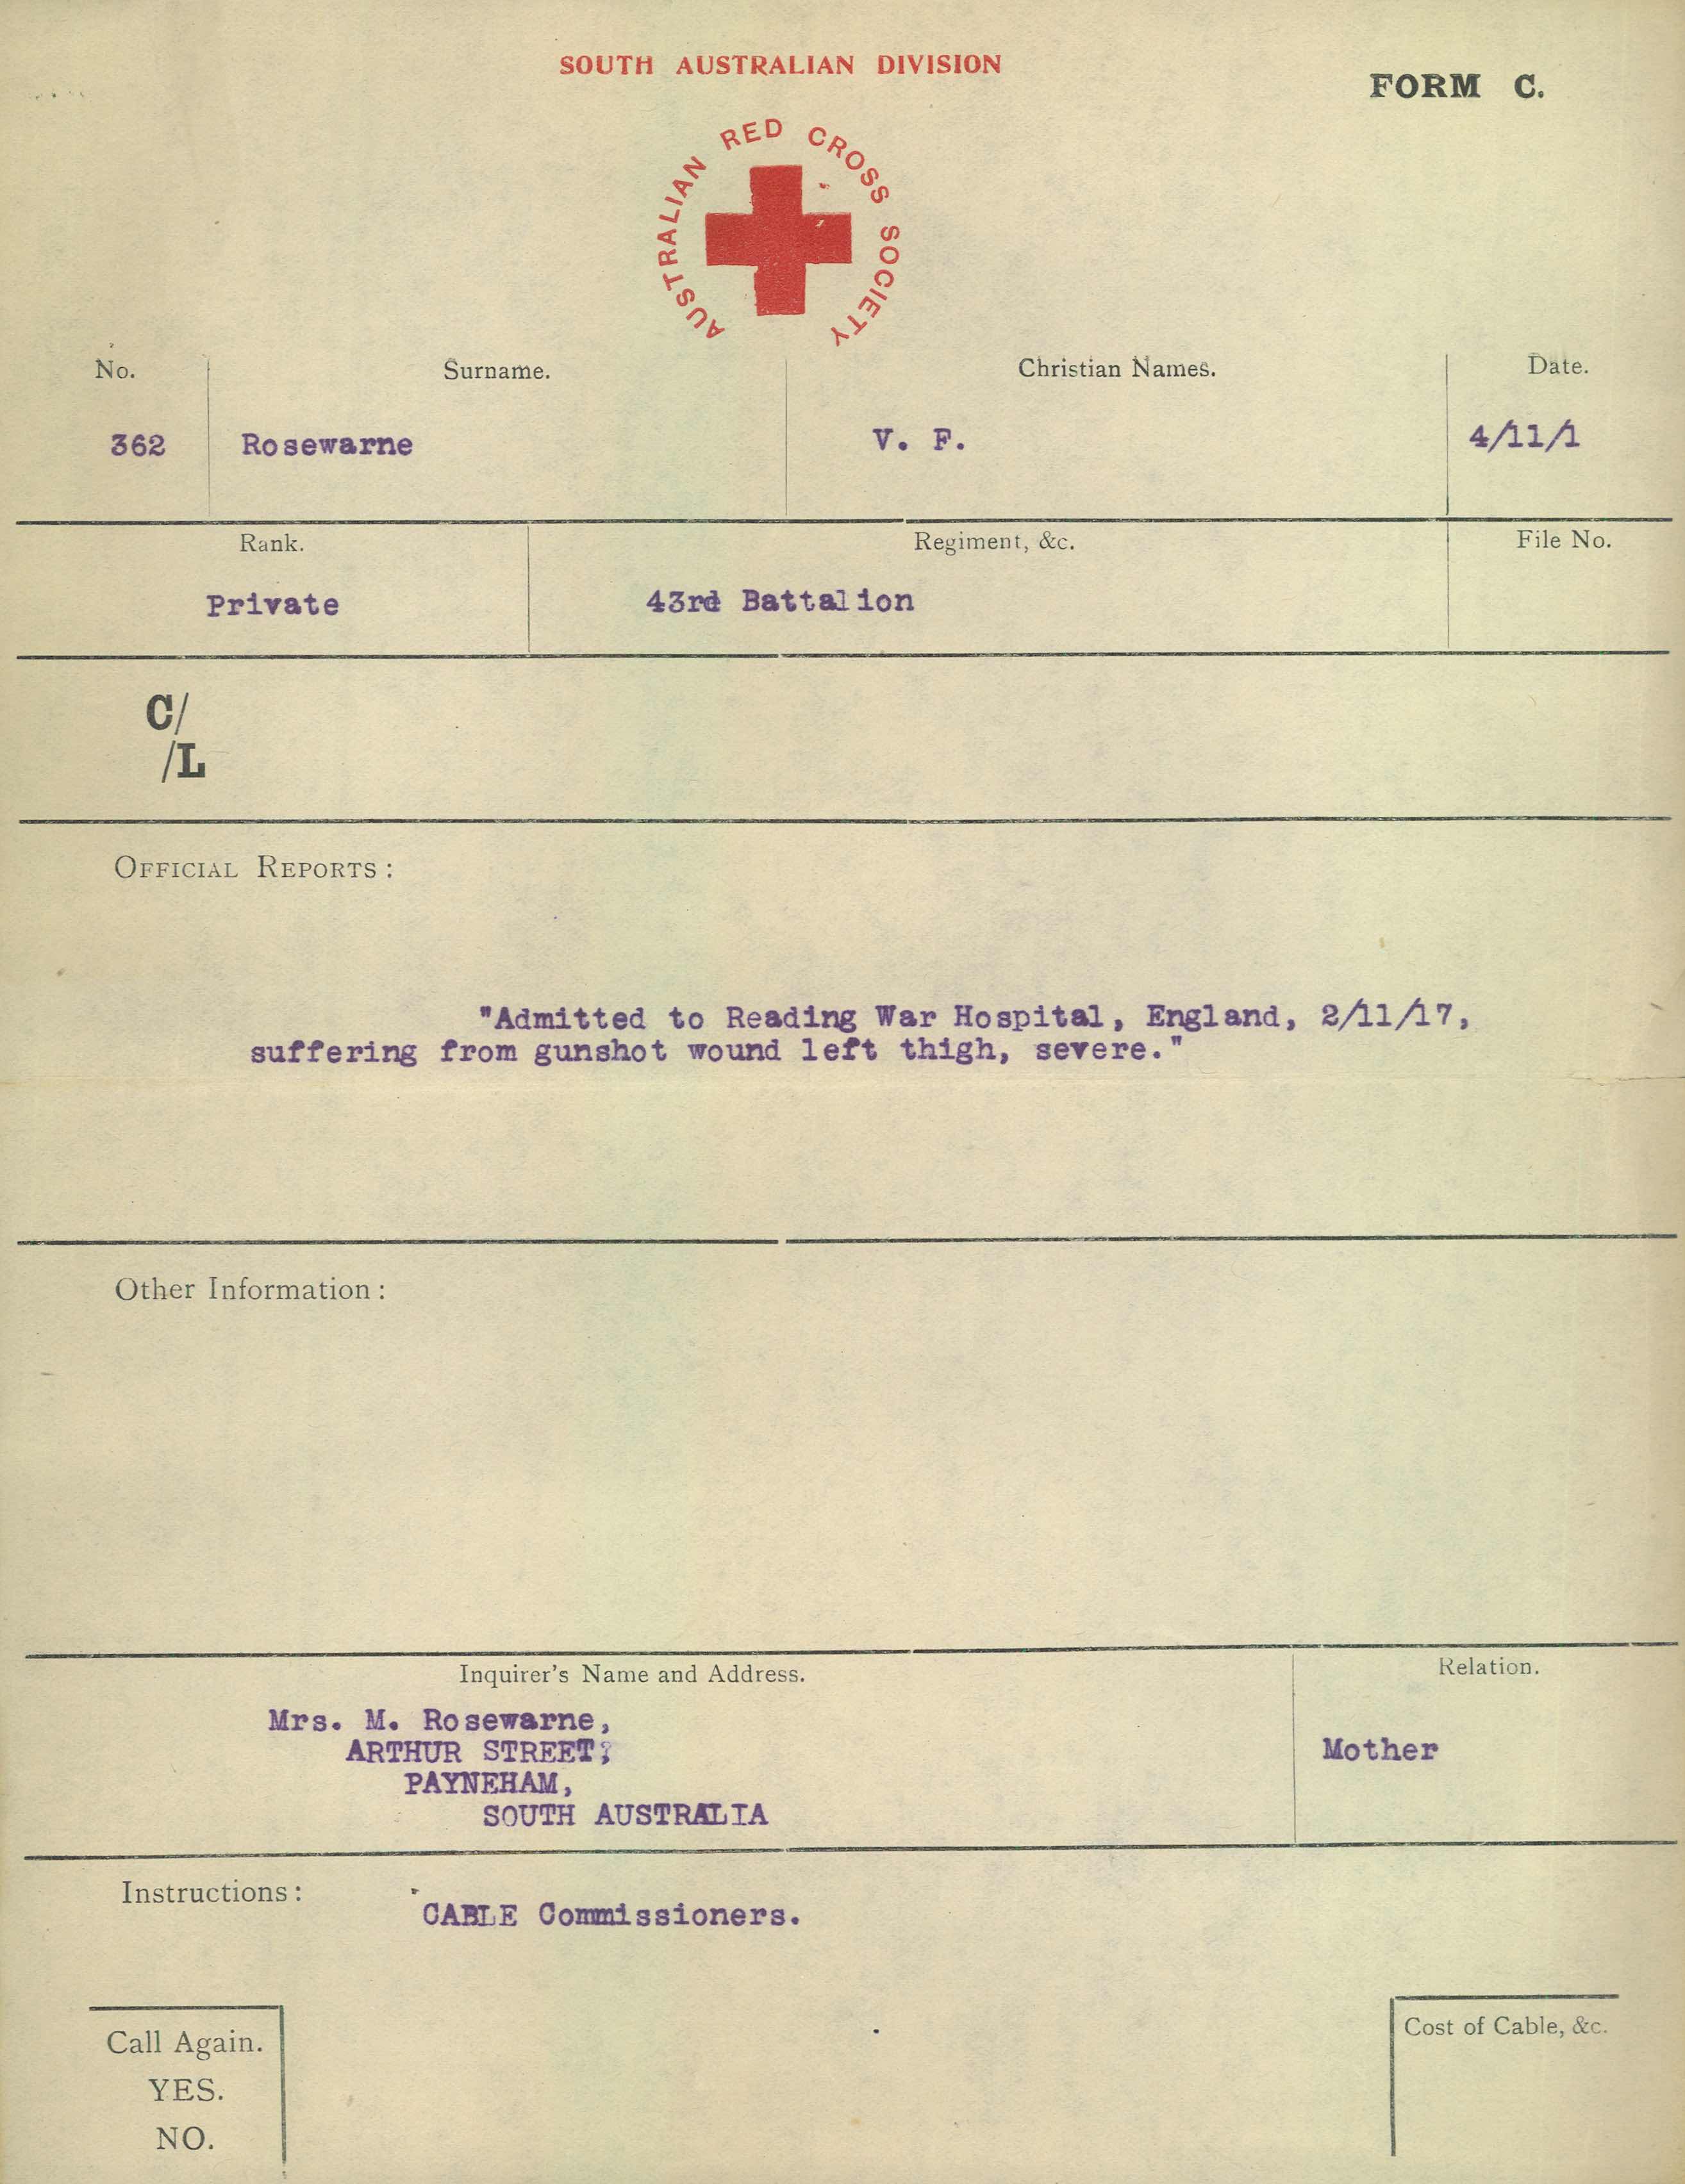 SOUTH AUSTRALIAN DIVISION
FORM C.
AUSTRALIAN RED CROSS SOCIETY
No. Surname. Christian Names. Date.
362 Rosewarne V. F. 4/11/1
Rank. Regiment, &c. File No.
Private 43rd Battalion
C/
/L
OFFICIAL REPORTS:
"Admitted to Reading War Hospital, England, 2/11/17,
suffering from gunshot wound left thigh, severe."
Other Information:
Inquirer's Name and Address. Relation.
Mrs. M. Rosewarne,
ARTHUR STREET,
Mother
PAYNEHAM,
SOUTH AUSTRALIA
Instructions: CABLE Commissioners.
Call Again. Cost of Cable, &c.
YES.
NO.